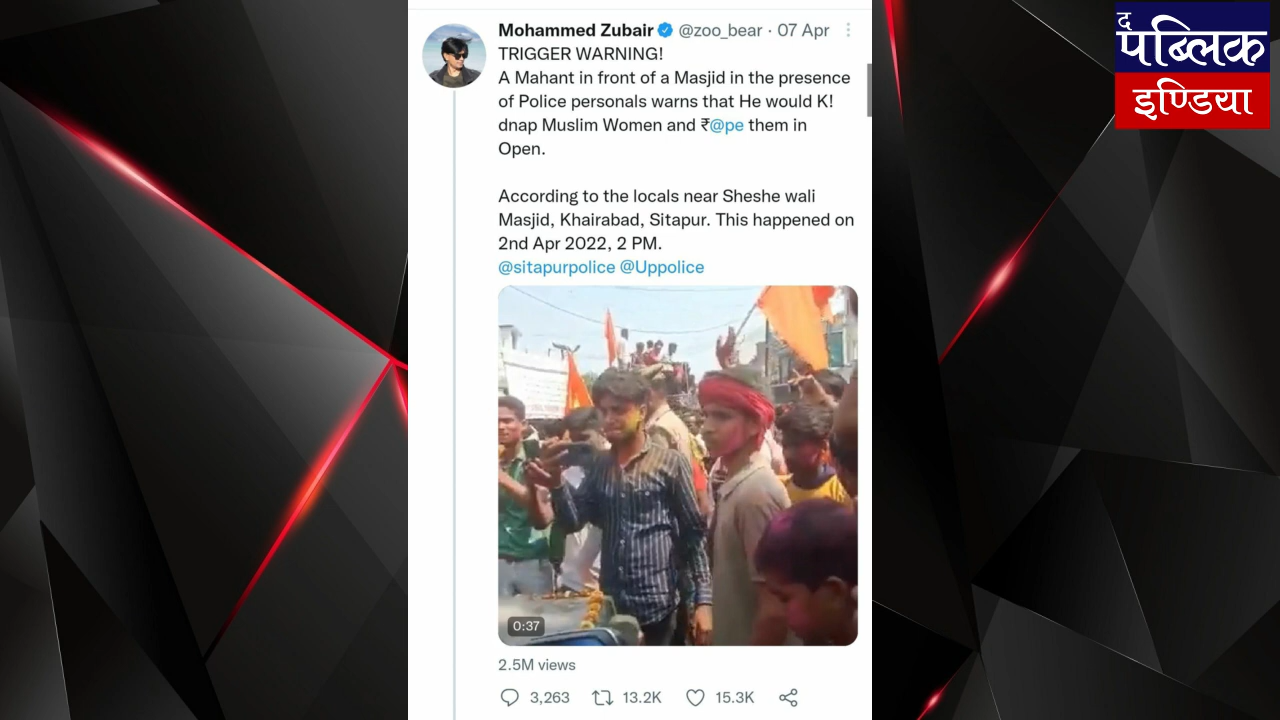 Mohammed Zubair @zoo_bear · 07 Apr
TRIGGER WARNING!
A Mahant in front of a Masjid in the presence
of Police personals warns that He would K!
dnap Muslim Women and ₹@pe them in
Open.
According to the locals near Sheshe wali
Masjid, Khairabad, Sitapur. This happened on
2nd Apr 2022, 2 PM.
@sitapurpolice @Uppolice
0:37
2.5M views
3,263 13.2K 15.3K
द
पब्लिक
इण्डिया